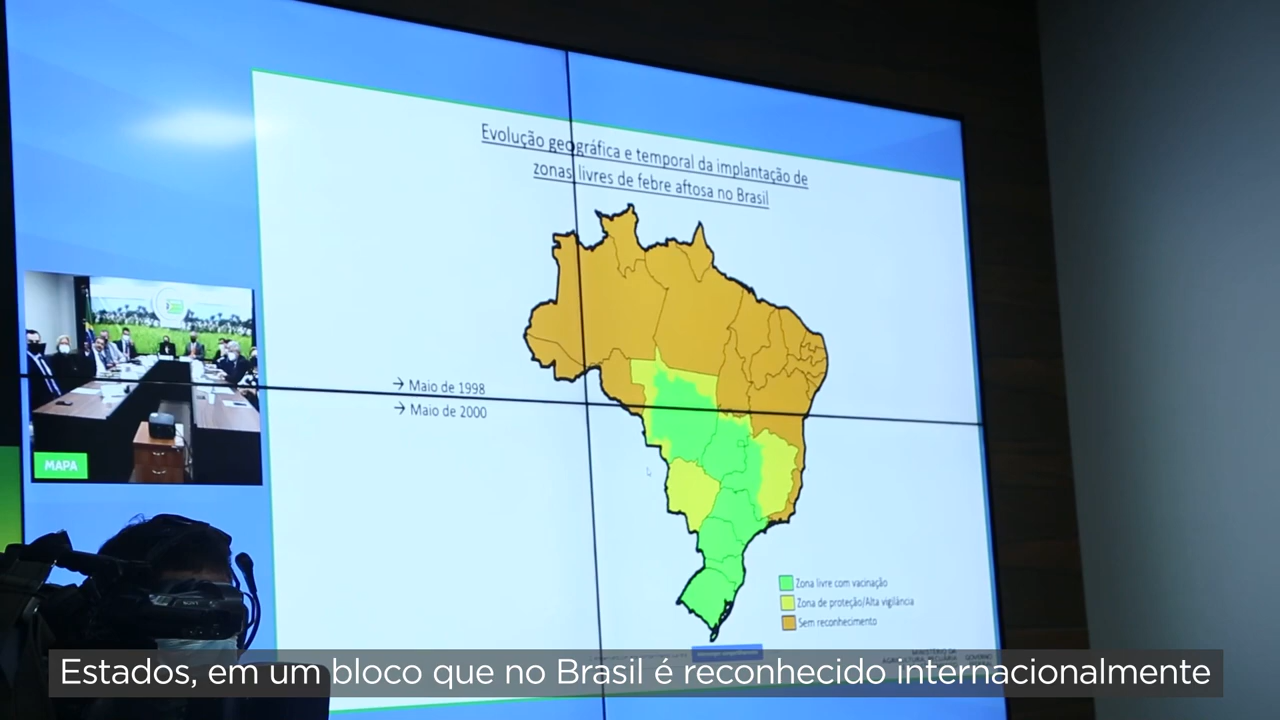 Evolução geográfica e temporal da implantação de
zonas livres de febre aftosa no Brasil
→ Maio de 1998
→ Maio de 2000
MAPA
Zona livre com vacinação
Zona de proteção/Alta vigilância
Sem reconhecimento
Estados, em um bloco que no Brasil é reconhecido internacionalmente